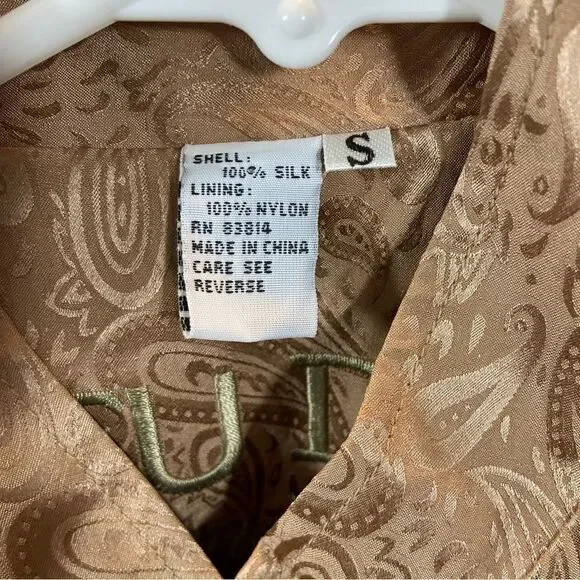 SHELL:
100% SILK
LINING:
100% NYLON
RN 83814
MADE IN CHINA
CARE SEE
REVERSE
S